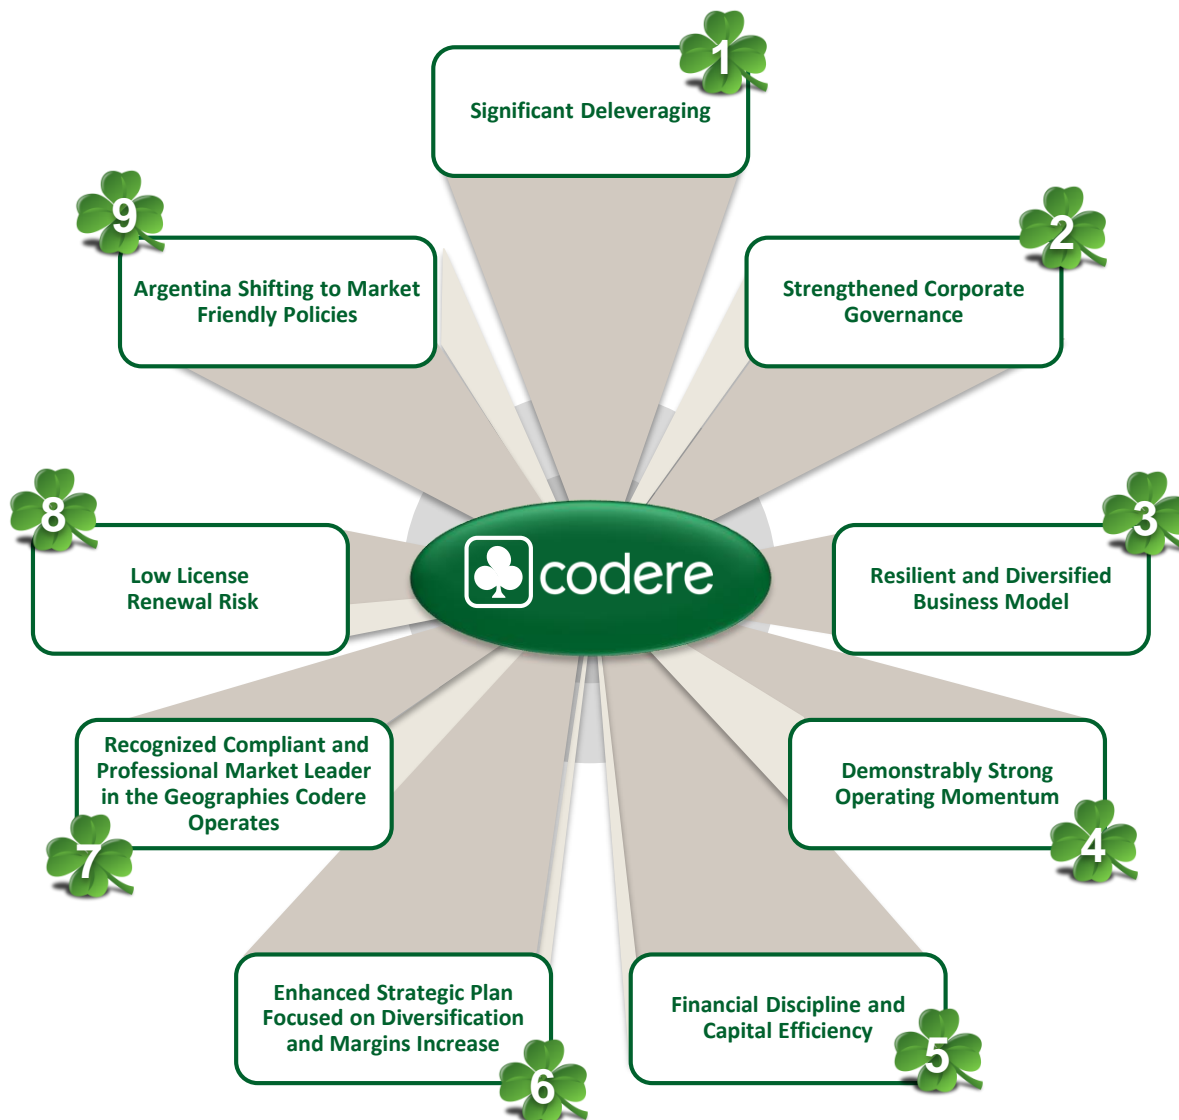 1
Significant Deleveraging
2
Strengthened Corporate
Governance
3
Resilient and Diversified
Business Model
4
Demonstrably Strong
Operating Momentum
5
Financial Discipline and
Capital Efficiency
6
Enhanced Strategic Plan
Focused on Diversification
and Margins Increase
7
Recognized Compliant and
Professional Market Leader
in the Geographies Codere
Operates
8
Low License
Renewal Risk
9
Argentina Shifting to Market
Friendly Policies
codere